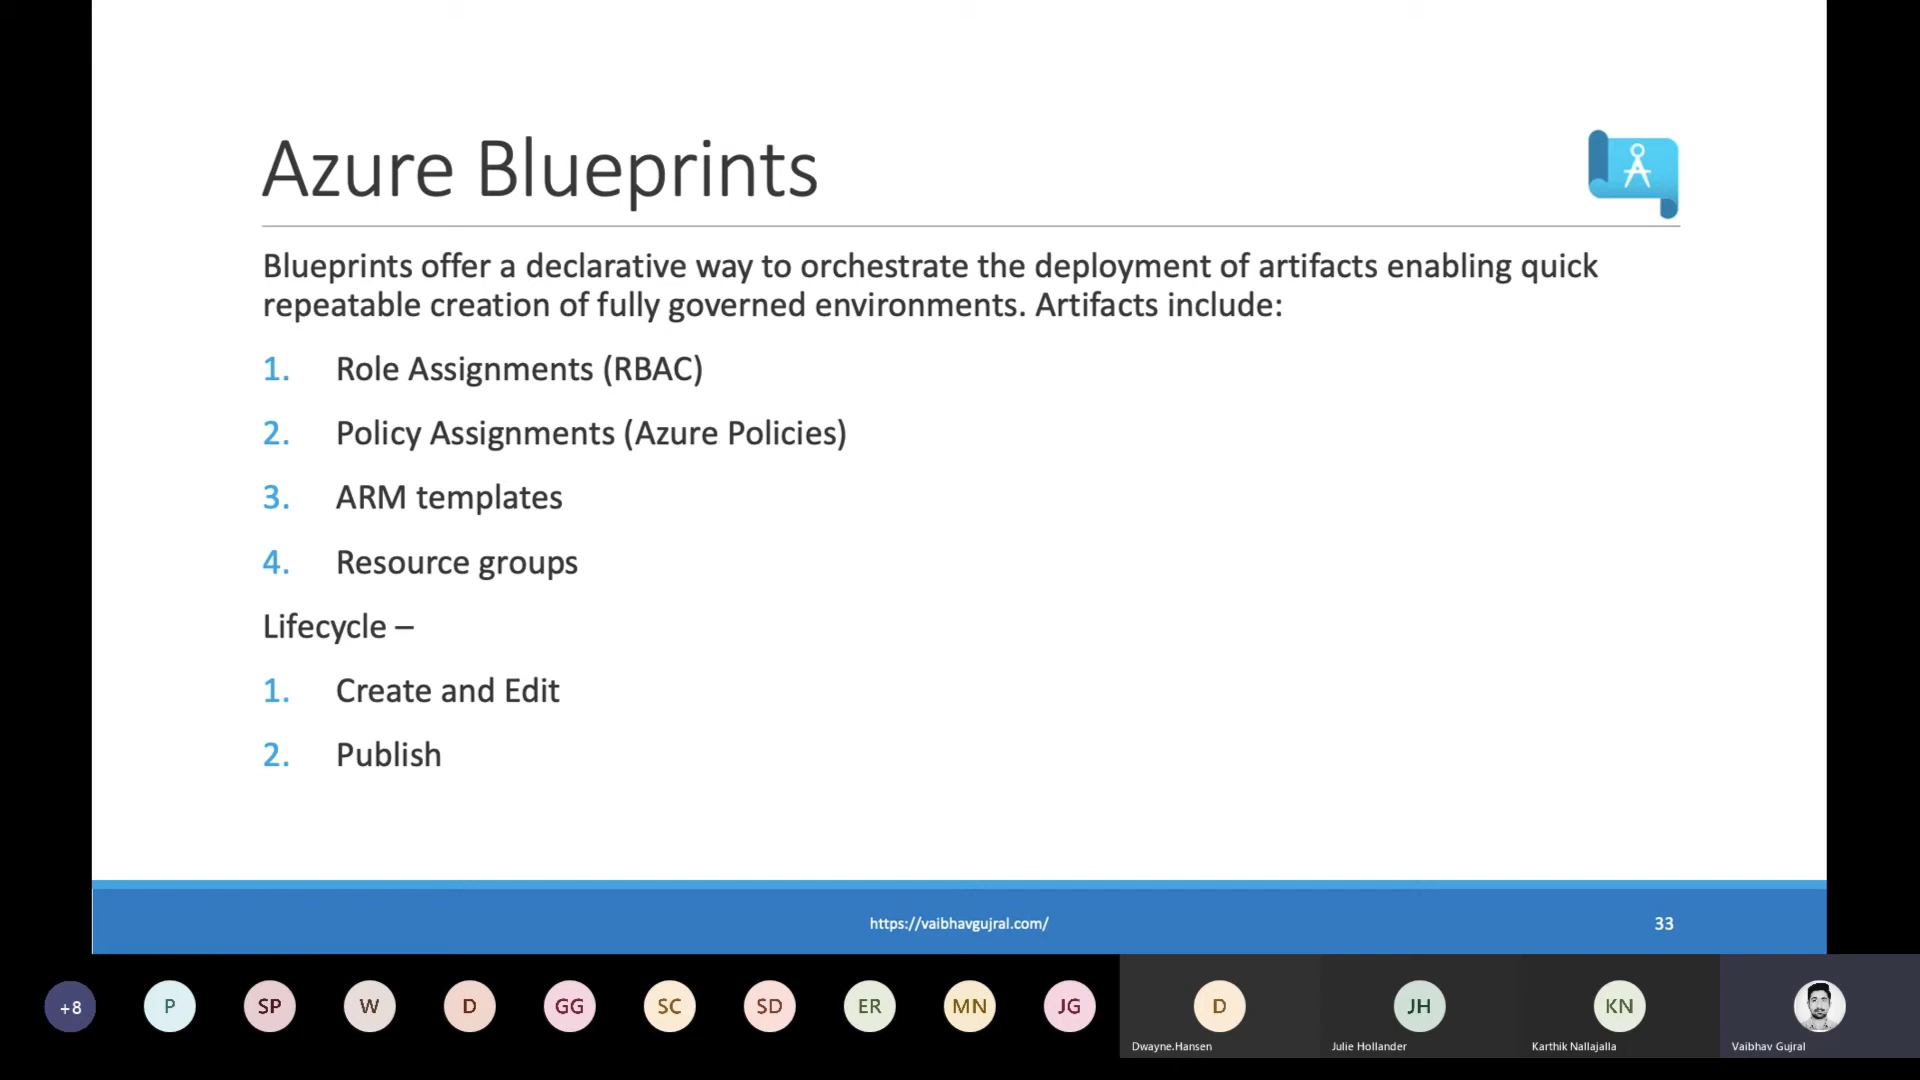 Azure Blueprints
Blueprints offer a declarative way to orchestrate the deployment of artifacts enabling quick
repeatable creation of fully governed environments. Artifacts include:
1. Role Assignments (RBAC)
2. Policy Assignments (Azure Policies)
3. ARM templates
4. Resource groups
Lifecycle –
1. Create and Edit
2. Publish
https://vaibhavgujral.com/ 33
+8 P SP W D GG SC SD ER MN JG D JH KN
Dwayne.Hansen Julie Hollander Karthik Nallajalla Vaibhav Gujral